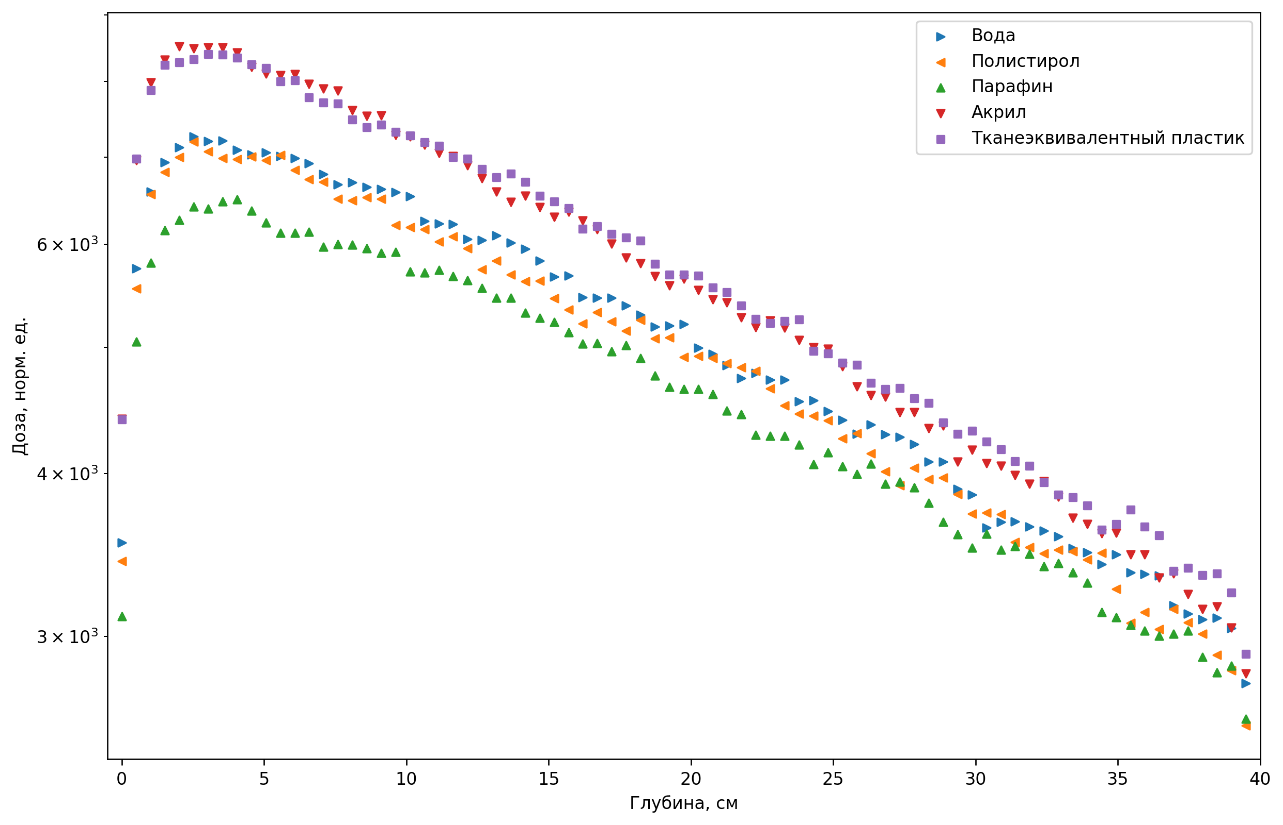 Вода
Полистирол
Парафин
Акрил
Тканеэквивалентный пластик
Доза, норм. ед.
6 × 10³
4 × 10³
3 × 10³
0 5 10 15 20 25 30 35 40
Глубина, см